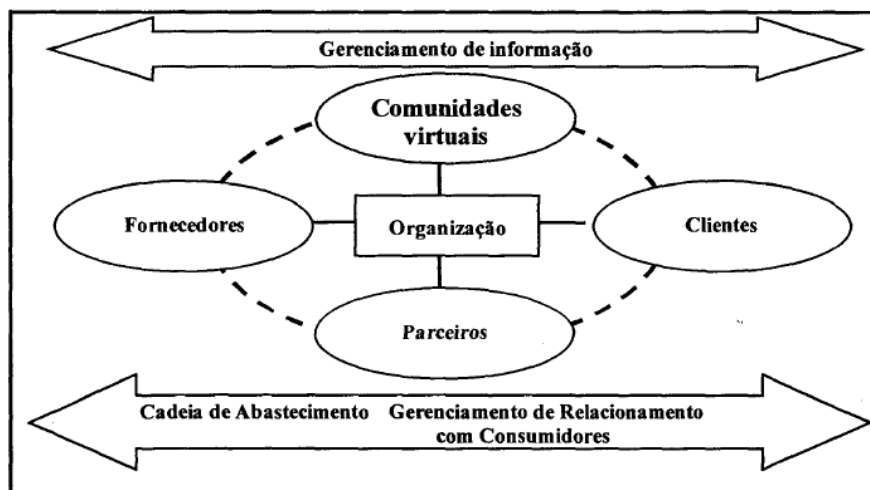 Gerenciamento de informação
Comunidades
virtuais
Fornecedores
Organização
Clientes
Parceiros
Cadeia de Abastecimento Gerenciamento de Relacionamento
com Consumidores